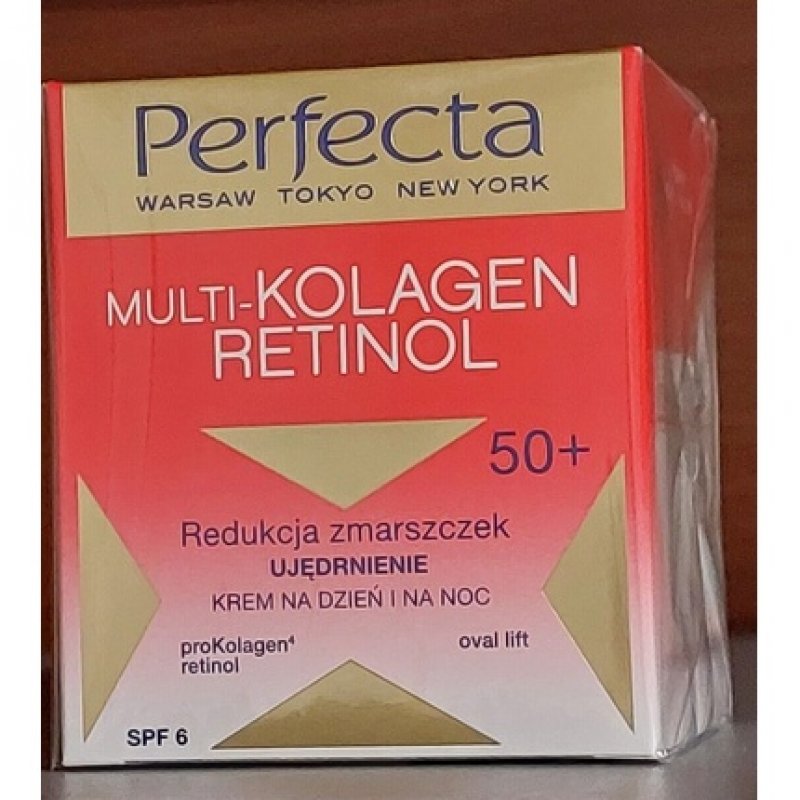 Perfecta
WARSAW TOKYO NEW YORK
MULTI-KOLAGEN
RETINOL
50+
Redukcja zmarszczek
UJĘDRNIENIE
KREM NA DZIEŃ I NA NOC
proKolagen⁴
retinol
oval lift
SPF 6